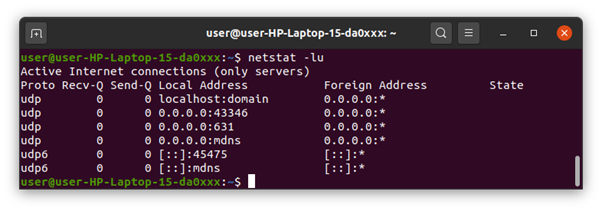 user@user-HP-Laptop-15-da0xxx: ~
user@user-HP-Laptop-15-da0xxx:~$ netstat -lu
Active Internet connections (only servers)
Proto Recv-Q Send-Q Local Address           Foreign Address         State
udp        0      0 localhost:domain        0.0.0.0:*
udp        0      0 0.0.0.0:43346           0.0.0.0:*
udp        0      0 0.0.0.0:631             0.0.0.0:*
udp        0      0 0.0.0.0:mdns            0.0.0.0:*
udp6       0      0 [::]:45475              [::]:*
udp6       0      0 [::]:mdns               [::]:*
user@user-HP-Laptop-15-da0xxx:~$